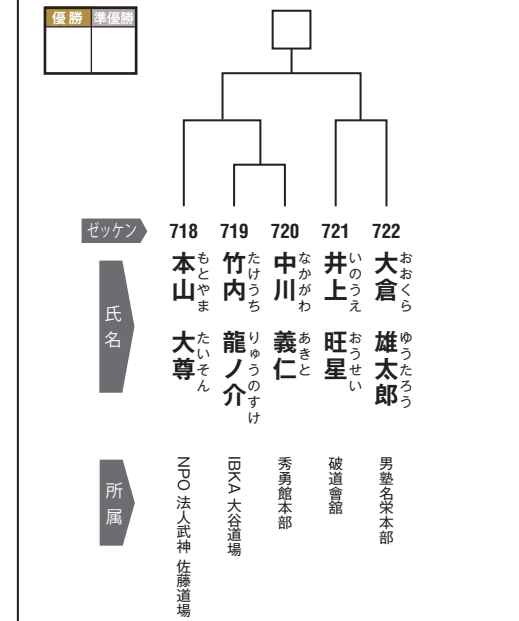 優勝 準優勝
ゼッケン 718 719 720 721 722
氏名
本山 大尊
もとやま たいそん
竹内 龍ノ介
たけうち りゅうのすけ
中川 義仁
なかがわ あきと
井上 旺星
いのうえ おうせい
大倉 雄太郎
おおくら ゆうたろう
所属
NPO 法人武神 佐藤道場
IBKA 大谷道場
秀勇館本部
破道會舘
男塾名栄本部